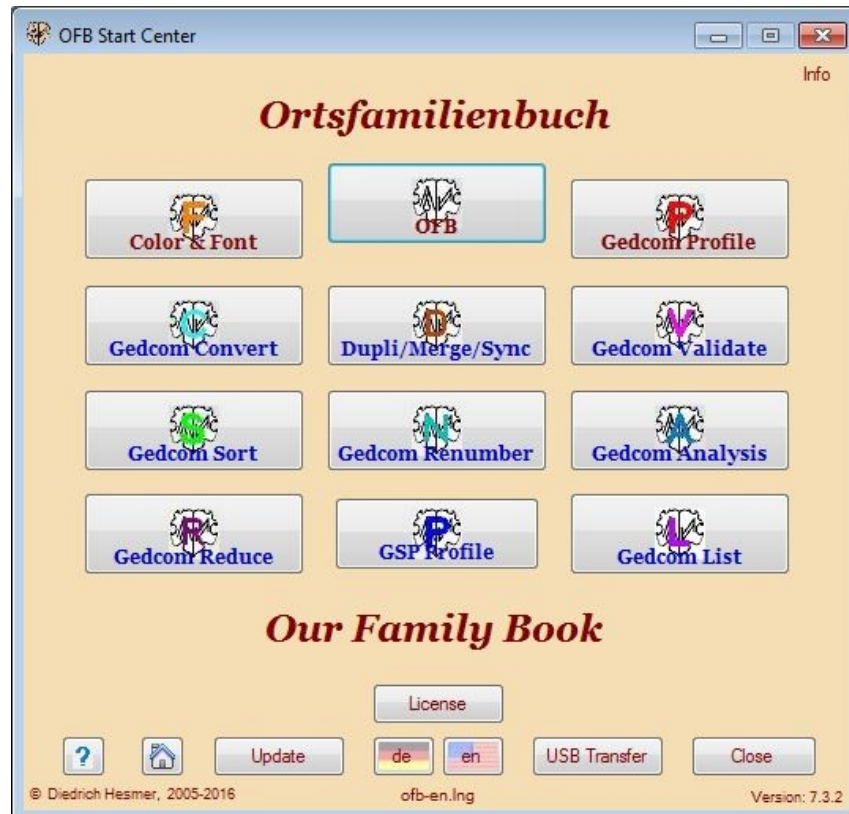 OFB Start Center
Info
Ortsfamilienbuch
F
Color & Font
OFB
P
Gedcom Profile
C
Gedcom Convert
D
Dupli/Merge/Sync
V
Gedcom Validate
S
Gedcom Sort
N
Gedcom Renumber
A
Gedcom Analysis
R
Gedcom Reduce
P
GSP Profile
L
Gedcom List
Our Family Book
License
? Update de en USB Transfer Close
© Diedrich Hesmer, 2005-2016 ofb-en.lng Version: 7.3.2